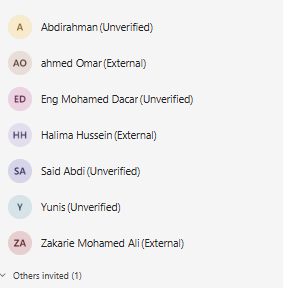 A Abdirahman (Unverified)
AO ahmed Omar (External)
ED Eng Mohamed Dacar (Unverified)
HH Halima Hussein (External)
SA Said Abdi (Unverified)
Y Yunis (Unverified)
ZA Zakarie Mohamed Ali (External)
Others invited (1)